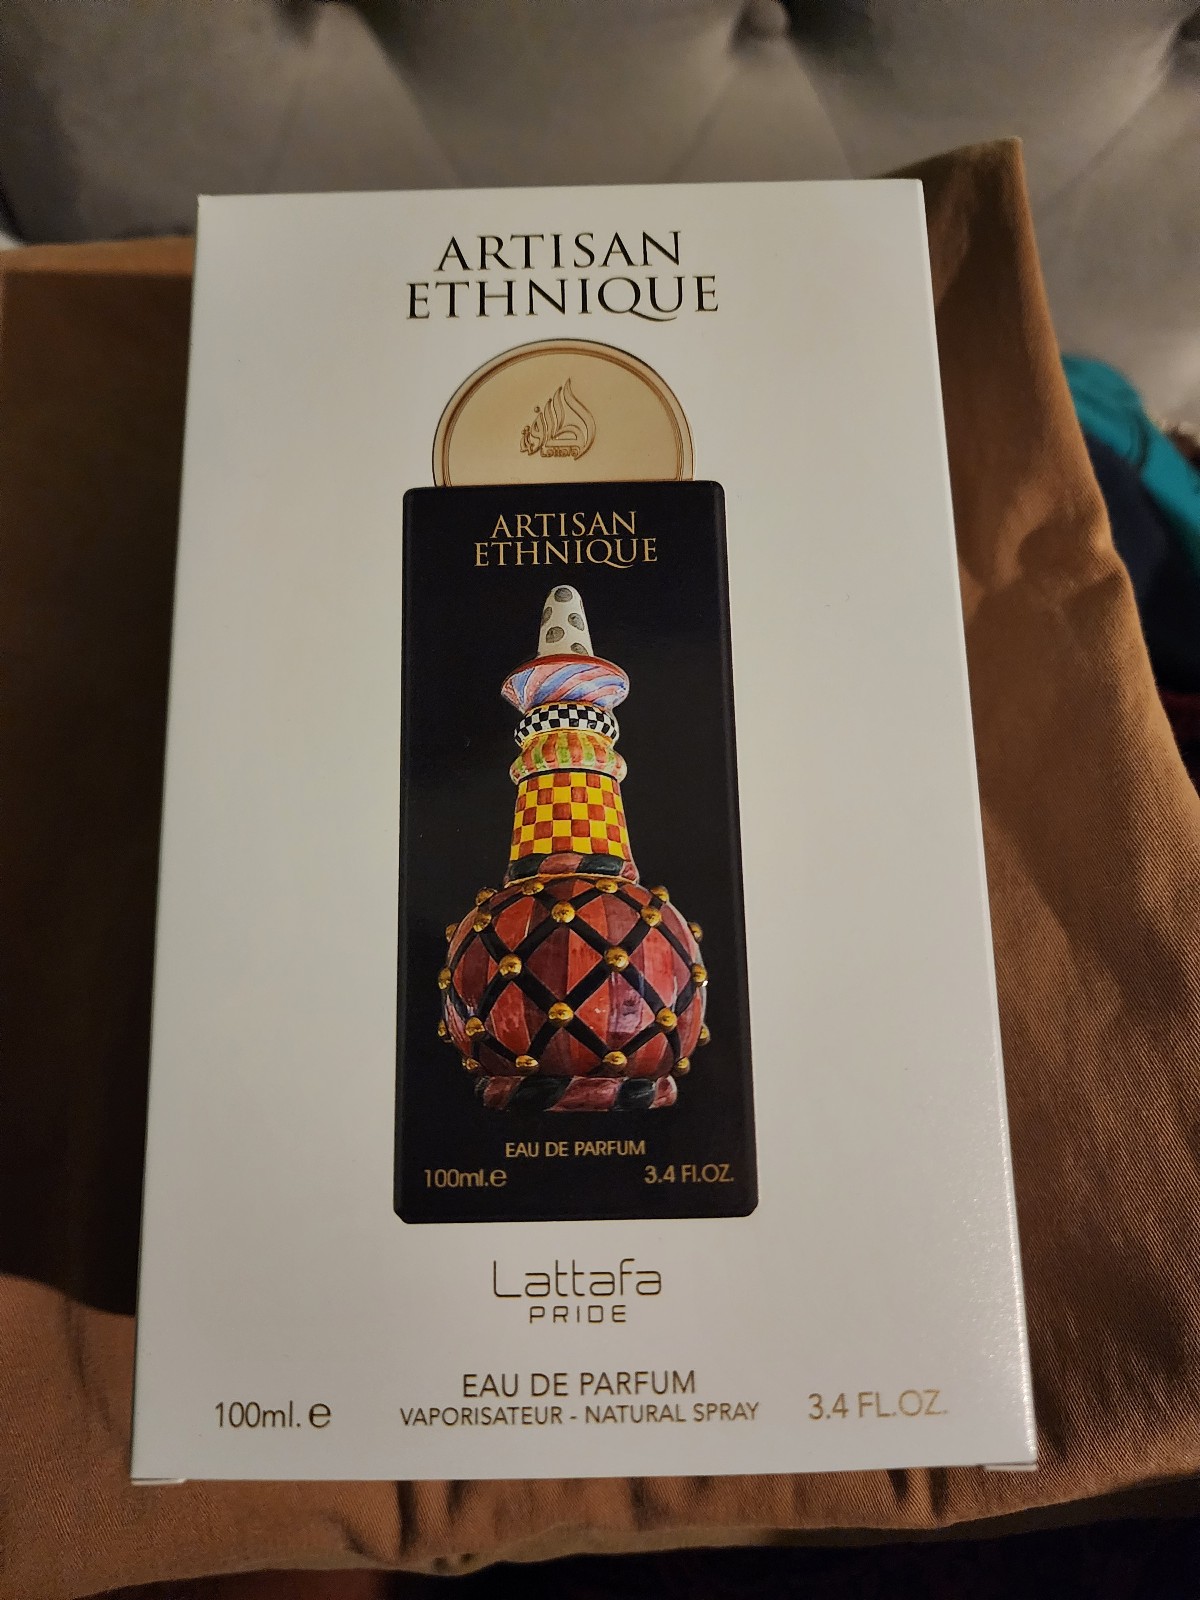 ARTISAN
ETHNIQUE
لطافة
Lattafa
ARTISAN
ETHNIQUE
EAU DE PARFUM
100ml.e
3.4 Fl.OZ.
Lattafa
PRIDE
EAU DE PARFUM
100ml. e
VAPORISATEUR - NATURAL SPRAY
3.4 FL.OZ.